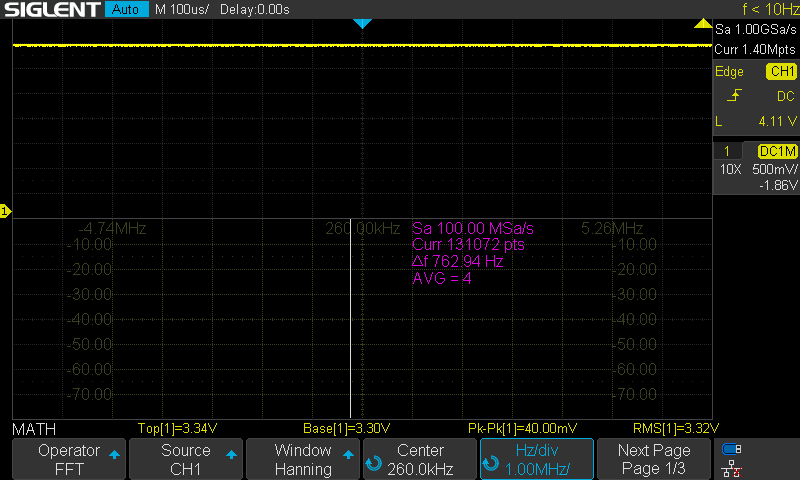 SIGLENT Auto M 100us/ Delay:0.00s f < 10Hz
Sa 1.00GSa/s
Curr 1.40Mpts
Edge CH1
DC
L 4.11 V
1 DC1M
10X 500mV/
-1.86V
1
-4.74MHz 260.00kHz 5.26MHz
Sa 100.00 MSa/s
Curr 131072 pts
Δf 762.94 Hz
AVG = 4
-10.00 -10.00
-20.00 -20.00
-30.00 -30.00
-40.00 -40.00
-50.00 -50.00
-60.00 -60.00
-70.00 -70.00
MATH Top[1]=3.34V Base[1]=3.30V Pk-Pk[1]=40.00mV RMS[1]=3.32V
Operator
FFT
Source
CH1
Window
Hanning
Center
260.0kHz
Hz/div
1.00MHz/
Next Page
Page 1/3